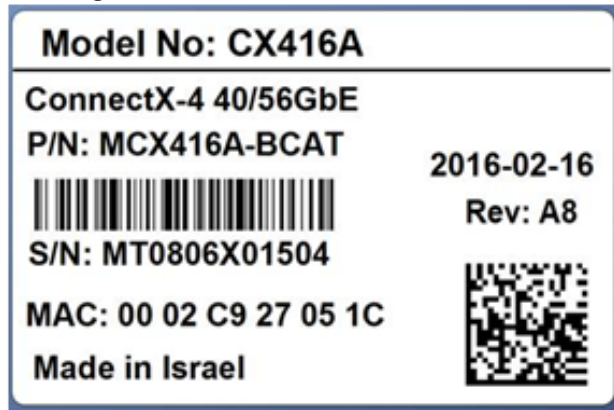 Model No: CX416A
ConnectX-4 40/56GbE
P/N: MCX416A-BCAT
2016-02-16
Rev: A8
S/N: MT0806X01504
MAC: 00 02 C9 27 05 1C
Made in Israel